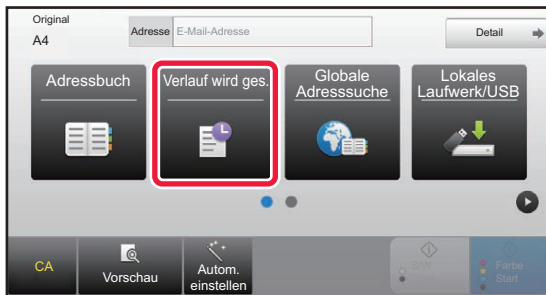 Original
A4
Adresse E-Mail-Adresse
Detail
Adressbuch
Verlauf wird ges.
Globale
Adresssuche
Lokales
Laufwerk/USB
CA
Vorschau
Autom.
einstellen
B/W
Start
Farbe
Start